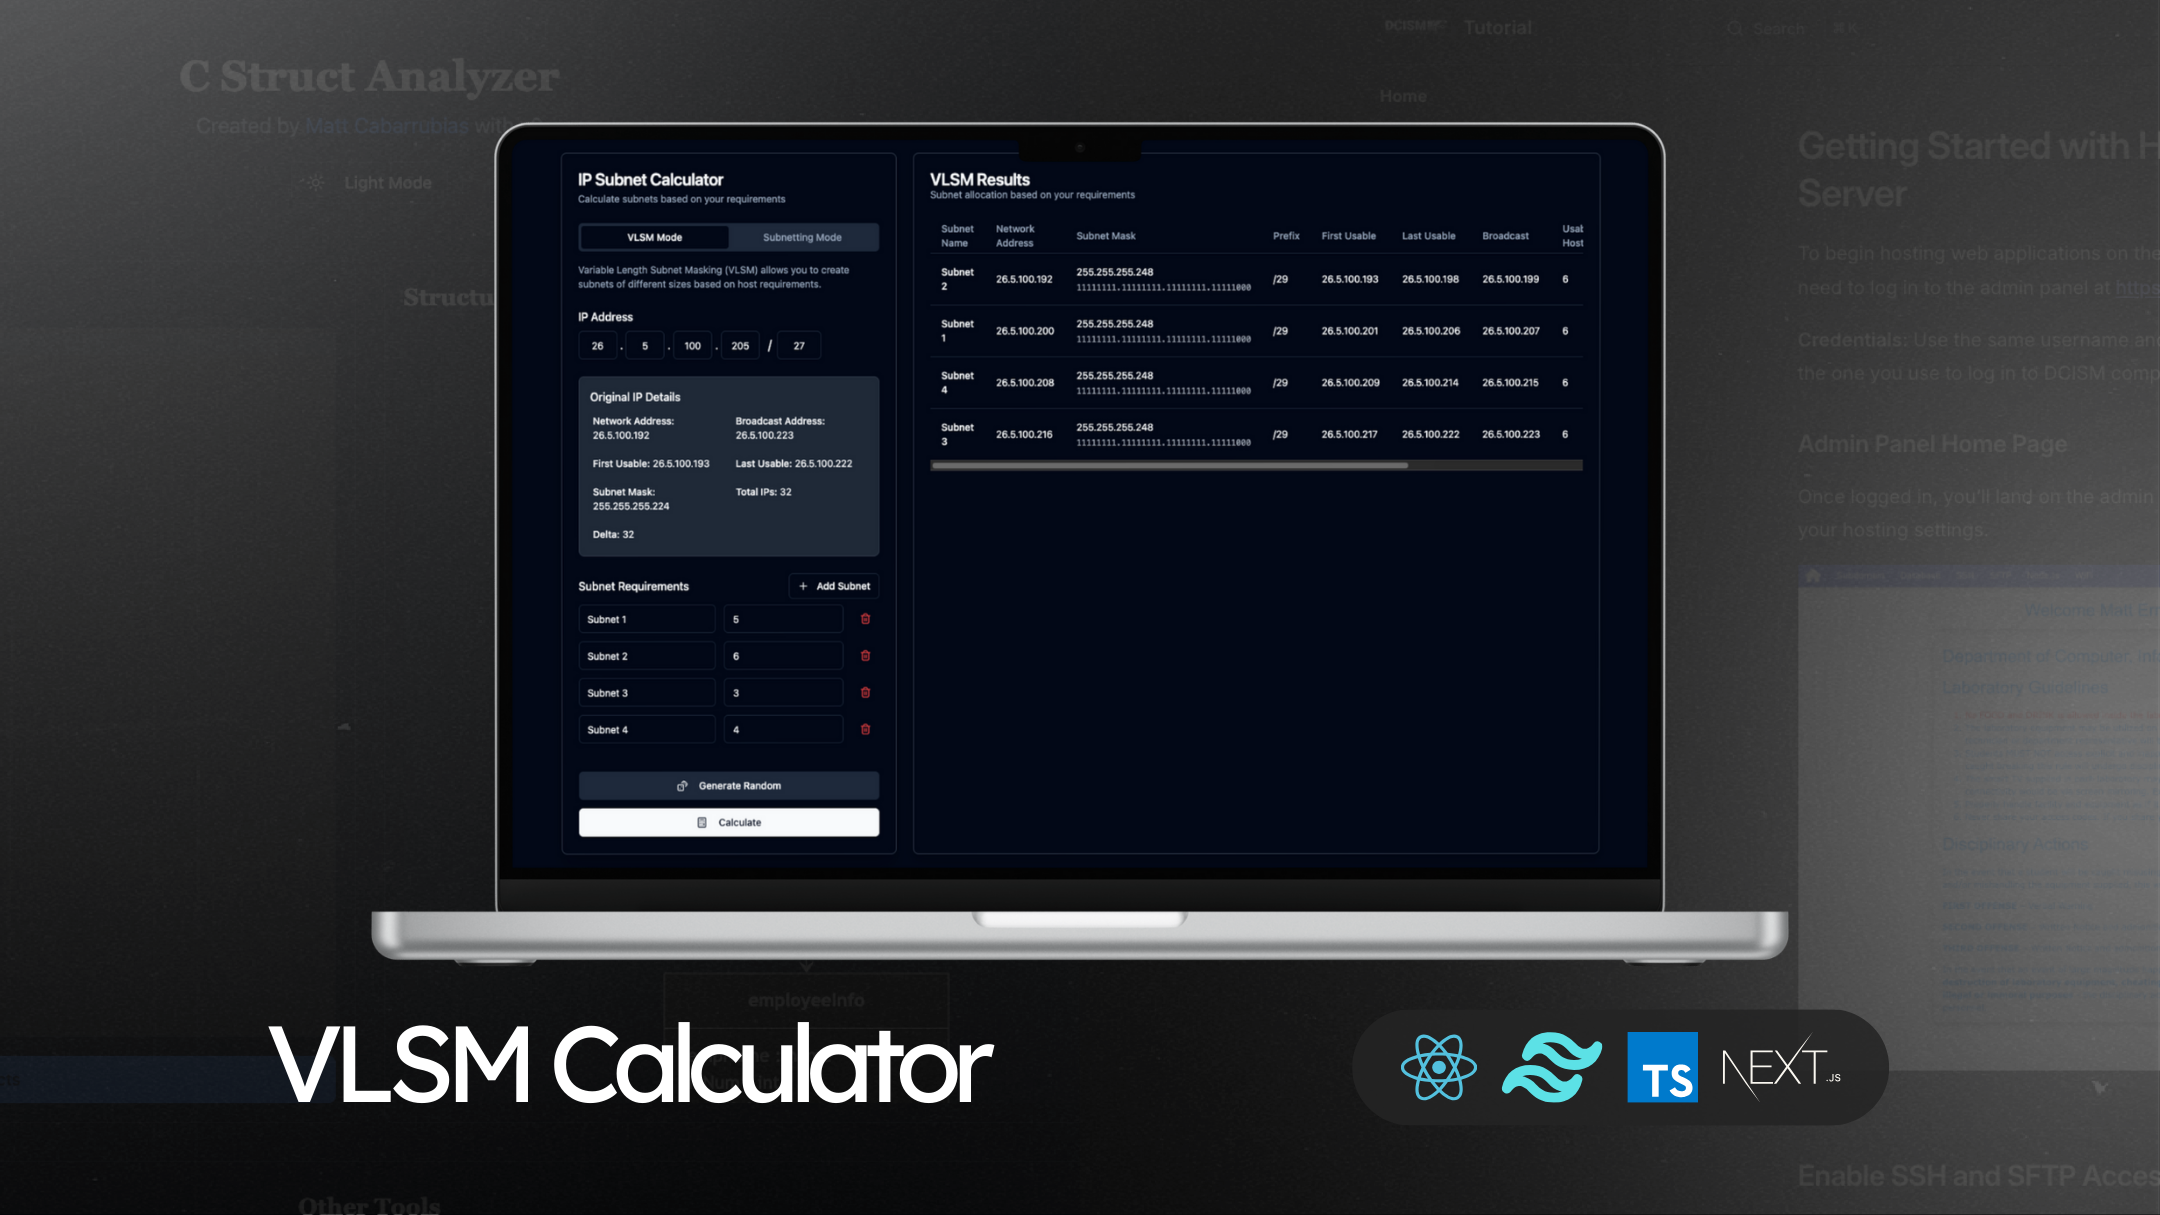 C Struct Analyzer
Created by Matt Cabarrubias with
Light Mode
Tutorial
Search
Home
Getting Started with H
Server
To begin hosting web applications on the
need to log in to the admin panel at https
Credentials: Use the same username and
the one you use to log in to DCISM comp
Admin Panel Home Page
Once logged in, you'll land on the admin
your hosting settings.
Structu
IP Subnet Calculator
Calculate subnets based on your requirements
VLSM Mode Subnetting Mode
Variable Length Subnet Masking (VLSM) allows you to create
subnets of different sizes based on host requirements.
IP Address
26 . 5 . 100 . 205 / 27
Original IP Details
Network Address: Broadcast Address:
26.5.100.192 26.5.100.223
First Usable: 26.5.100.193 Last Usable: 26.5.100.222
Subnet Mask: Total IPs: 32
255.255.255.224
Delta: 32
Subnet Requirements Add Subnet
Subnet 1 5
Subnet 2 6
Subnet 3 3
Subnet 4 4
Generate Random
Calculate
VLSM Results
Subnet allocation based on your requirements
Subnet Name Network Address Subnet Mask Prefix First Usable Last Usable Broadcast Usat Host
Subnet 2 26.5.100.192 255.255.255.248 /29 26.5.100.193 26.5.100.198 26.5.100.199 6
11111111.11111111.11111111.11111000
Subnet 1 26.5.100.200 255.255.255.248 /29 26.5.100.201 26.5.100.206 26.5.100.207 6
11111111.11111111.11111111.11111000
Subnet 4 26.5.100.208 255.255.255.248 /29 26.5.100.209 26.5.100.214 26.5.100.215 6
11111111.11111111.11111111.11111000
Subnet 3 26.5.100.216 255.255.255.248 /29 26.5.100.217 26.5.100.222 26.5.100.223 6
11111111.11111111.11111111.11111000
Welcome Matt Em
Department of Computer, Inf
Laboratory Guidelines
Disciplinary Actions
employeeInfo
VLSM Calculator
TS
NEXT.JS
Enable SSH and SFTP Acces
Other Tools